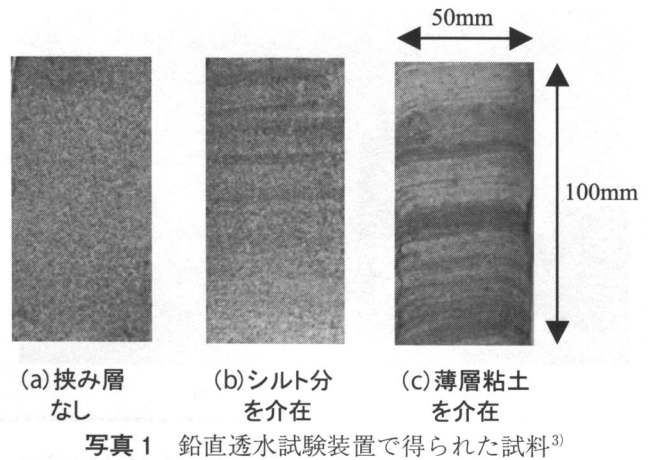 50mm
100mm
(a)挟み層
なし
(b)シルト分
を介在
(c)薄層粘土
を介在
写真1 鉛直透水試験装置で得られた試料3)